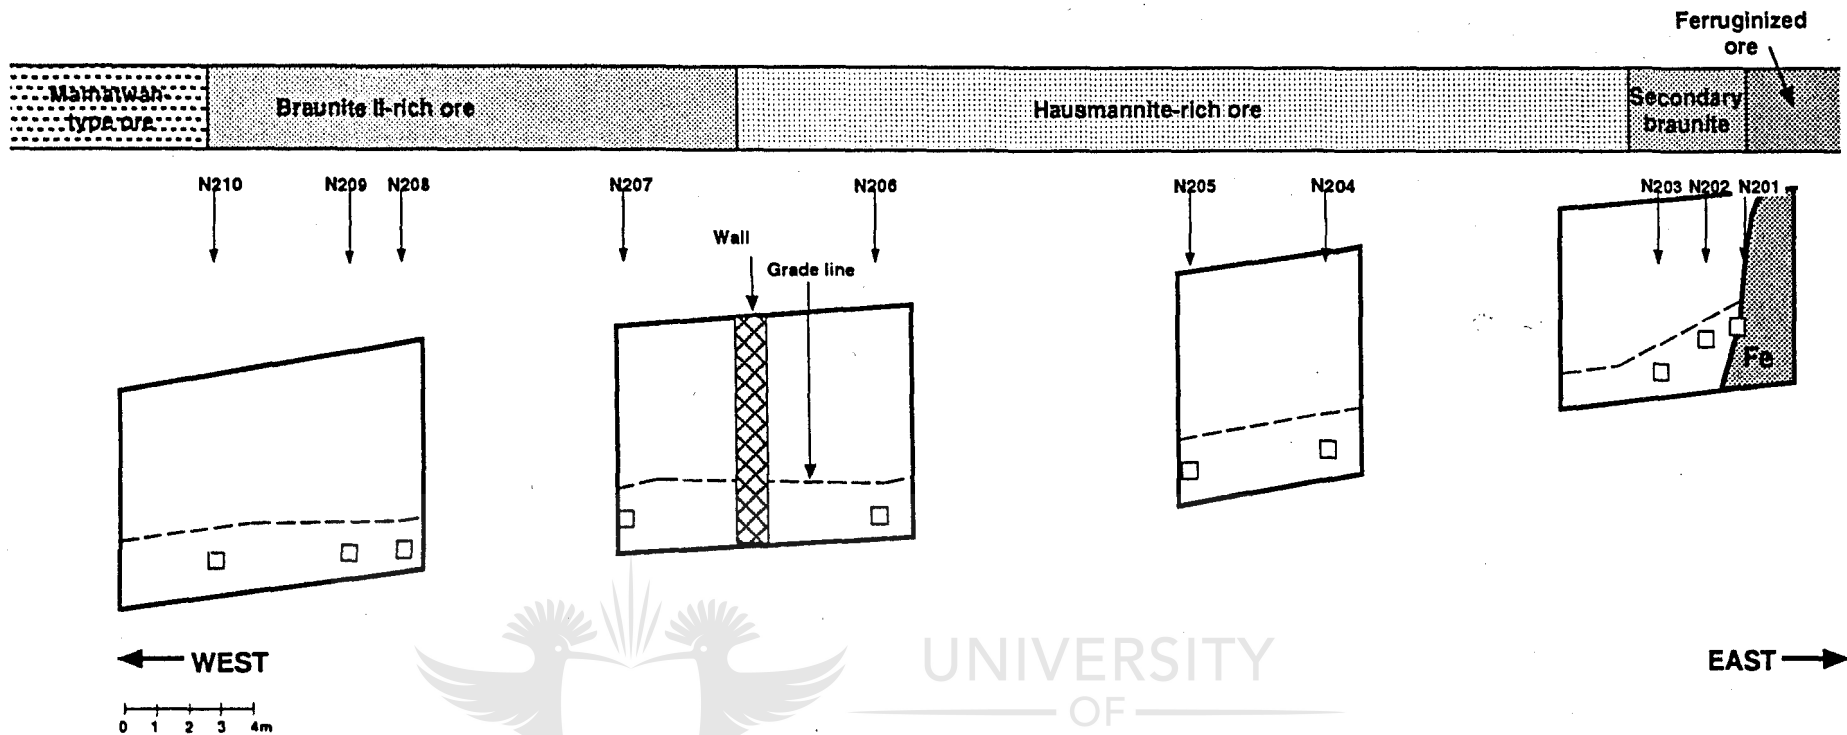 Ferruginized
ore
Mamatwan-
type ore
Braunite II-rich ore
Hausmannite-rich ore
Secondary
braunite
N210
N209
N208
N207
N206
N205
N204
N203
N202
N201
Wall
Grade line
Fe
WEST
EAST
0 1 2 3 4m
UNIVERSITY
OF